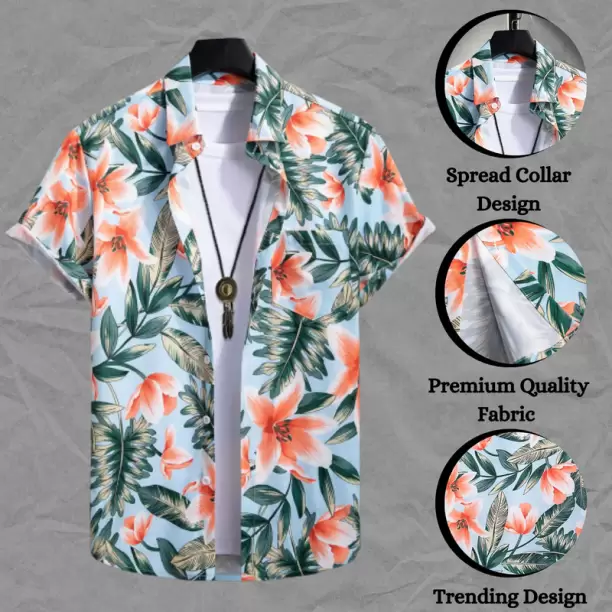 Spread Collar
Design
Premium Quality
Fabric
Trending Design